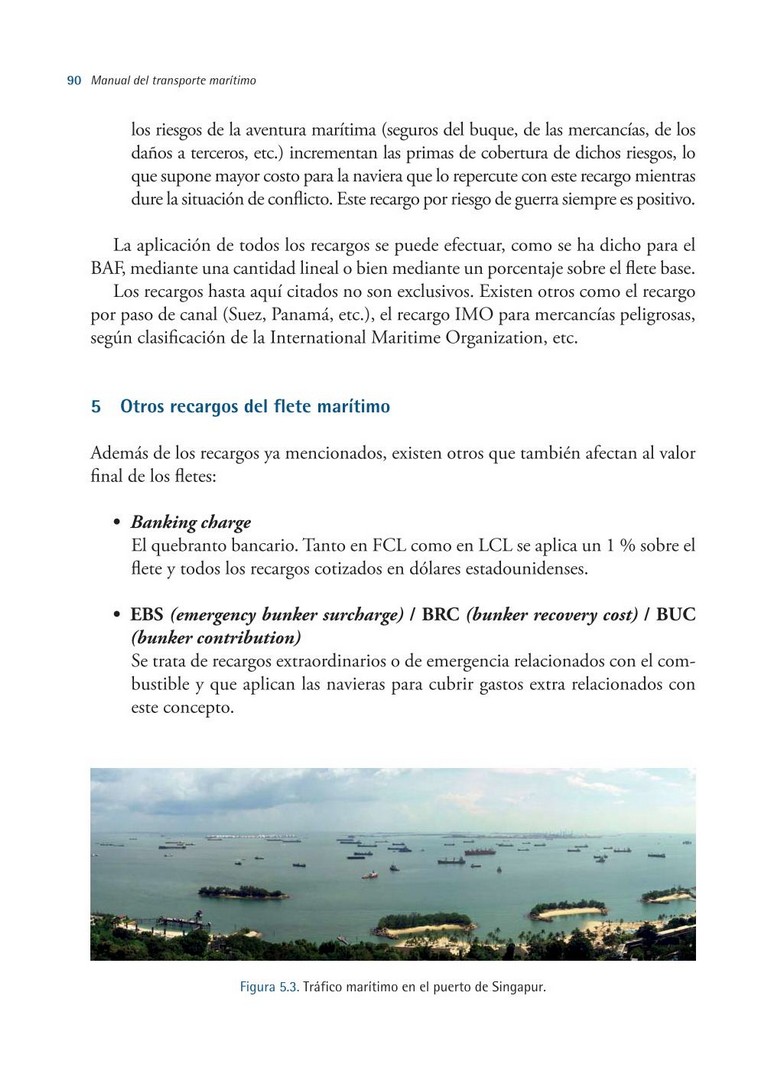 90 Manual del transporte marítimo
los riesgos de la aventura marítima (seguros del buque, de las mercancías, de los
daños a terceros, etc.) incrementan las primas de cobertura de dichos riesgos, lo
que supone mayor costo para la naviera que lo repercute con este recargo mientras
dure la situación de conflicto. Este recargo por riesgo de guerra siempre es positivo.
La aplicación de todos los recargos se puede efectuar, como se ha dicho para el
BAF, mediante una cantidad lineal o bien mediante un porcentaje sobre el flete base.
Los recargos hasta aquí citados no son exclusivos. Existen otros como el recargo
por paso de canal (Suez, Panamá, etc.), el recargo IMO para mercancías peligrosas,
según clasificación de la International Maritime Organization, etc.
5 Otros recargos del flete marítimo
Además de los recargos ya mencionados, existen otros que también afectan al valor
final de los fletes:
• Banking charge
El quebranto bancario. Tanto en FCL como en LCL se aplica un 1 % sobre el
flete y todos los recargos cotizados en dólares estadounidenses.
• EBS (emergency bunker surcharge) / BRC (bunker recovery cost) / BUC
(bunker contribution)
Se trata de recargos extraordinarios o de emergencia relacionados con el com-
bustible y que aplican las navieras para cubrir gastos extra relacionados con
este concepto.
Figura 5.3. Tráfico marítimo en el puerto de Singapur.